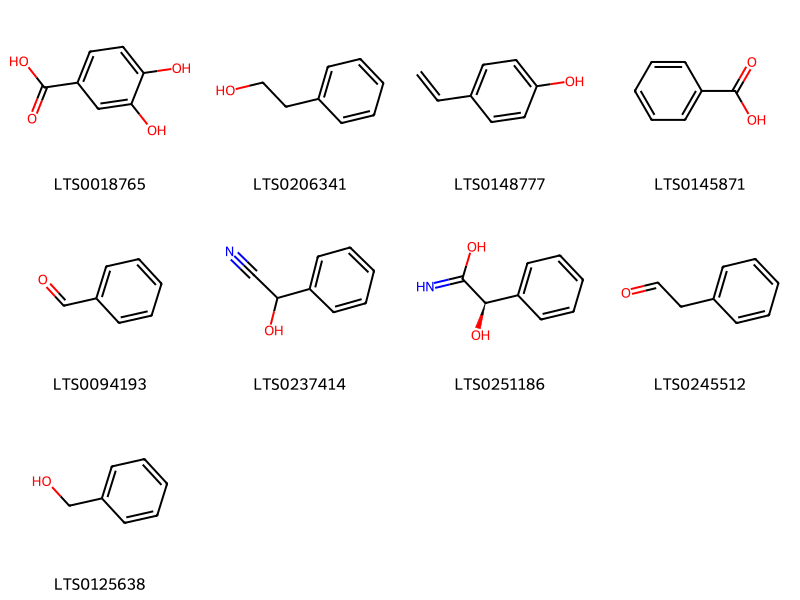 HO
OH
O
OH
HO
OH
O
OH
LTS0018765 LTS0206341 LTS0148777 LTS0145871
O
N
OH
OH
HN
OH
O
LTS0094193 LTS0237414 LTS0251186 LTS0245512
HO
LTS0125638